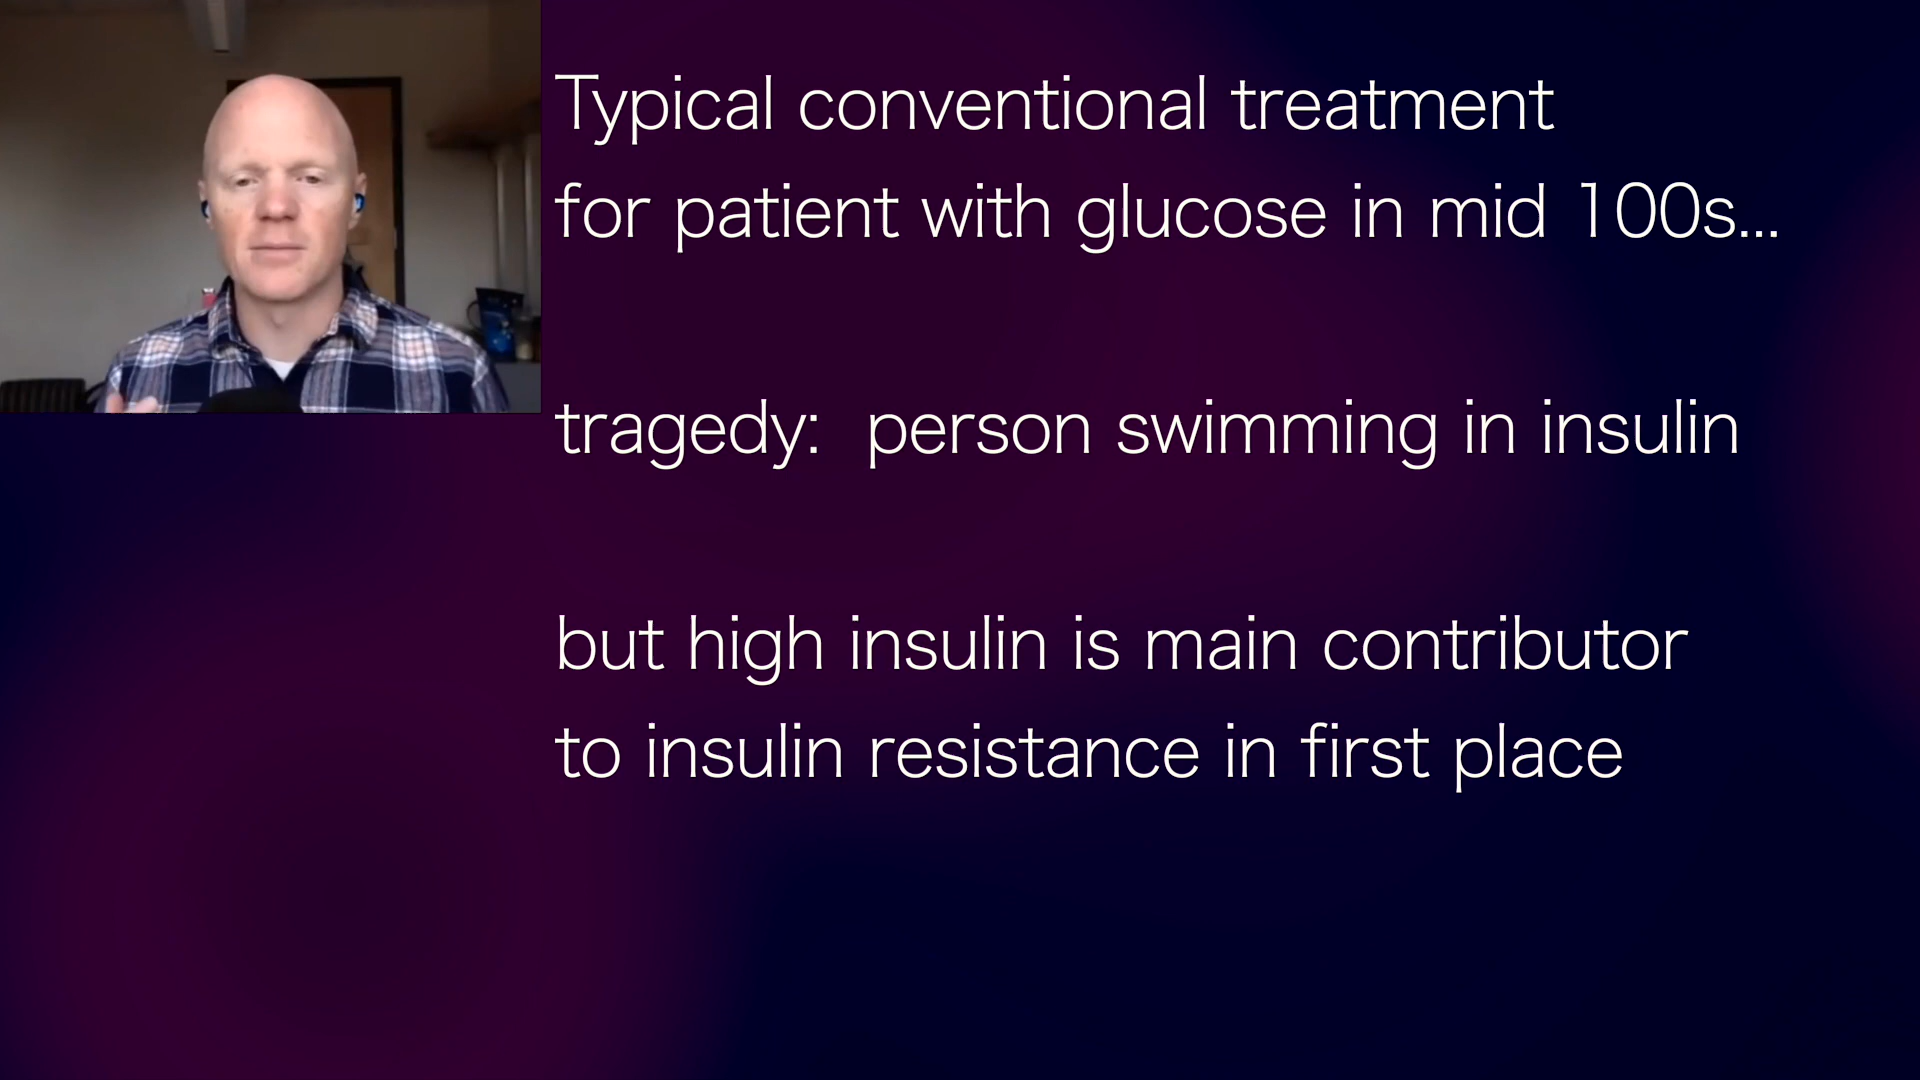 Typical conventional treatment
for patient with glucose in mid 100s...
tragedy:  person swimming in insulin
but high insulin is main contributor
to insulin resistance in first place